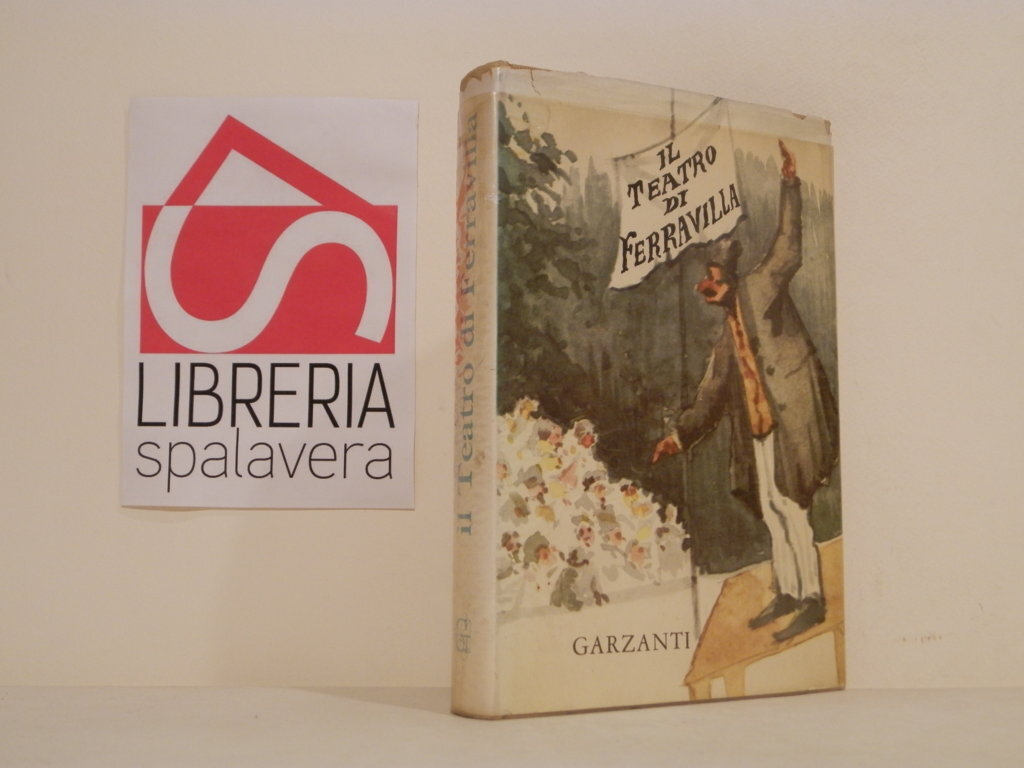 LIBRERIA
spalavera
il Teatro di Ferravilla
IL
TEATRO
DI
FERRAVILLA
GARZANTI